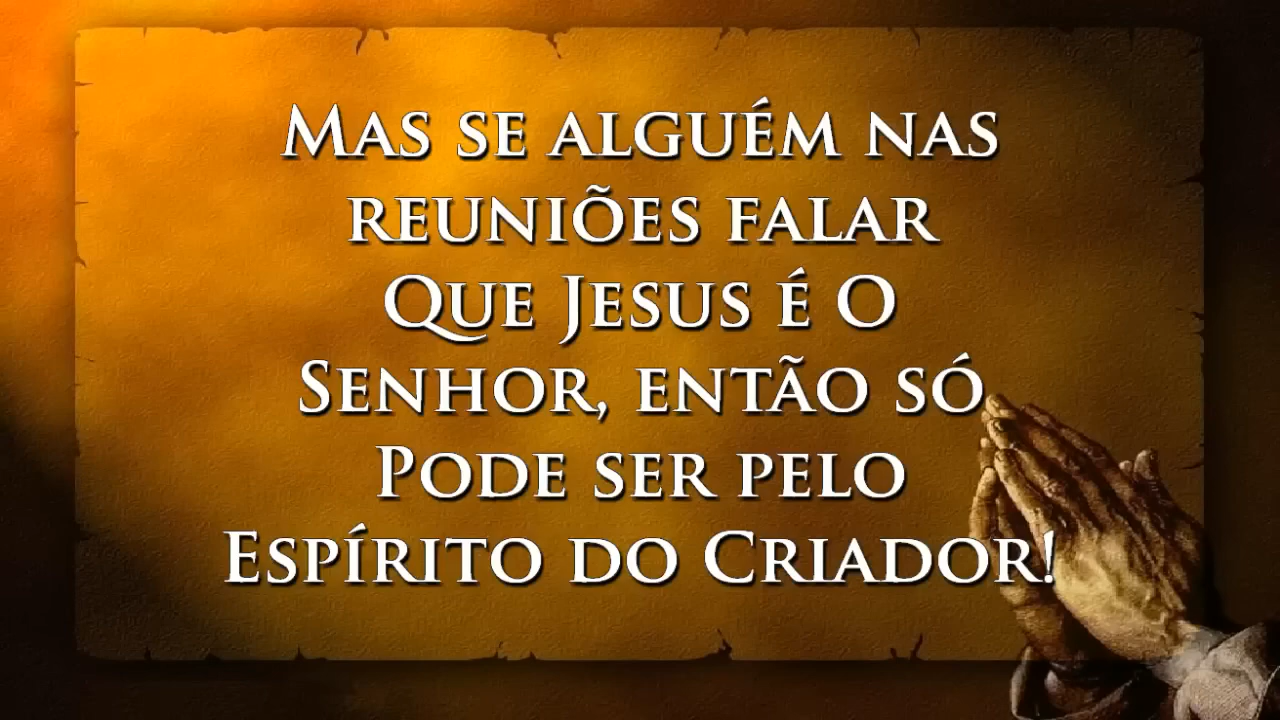 Mas se alguém nas
reuniões falar
Que Jesus é O
Senhor, então só
Pode ser pelo
Espírito do Criador!